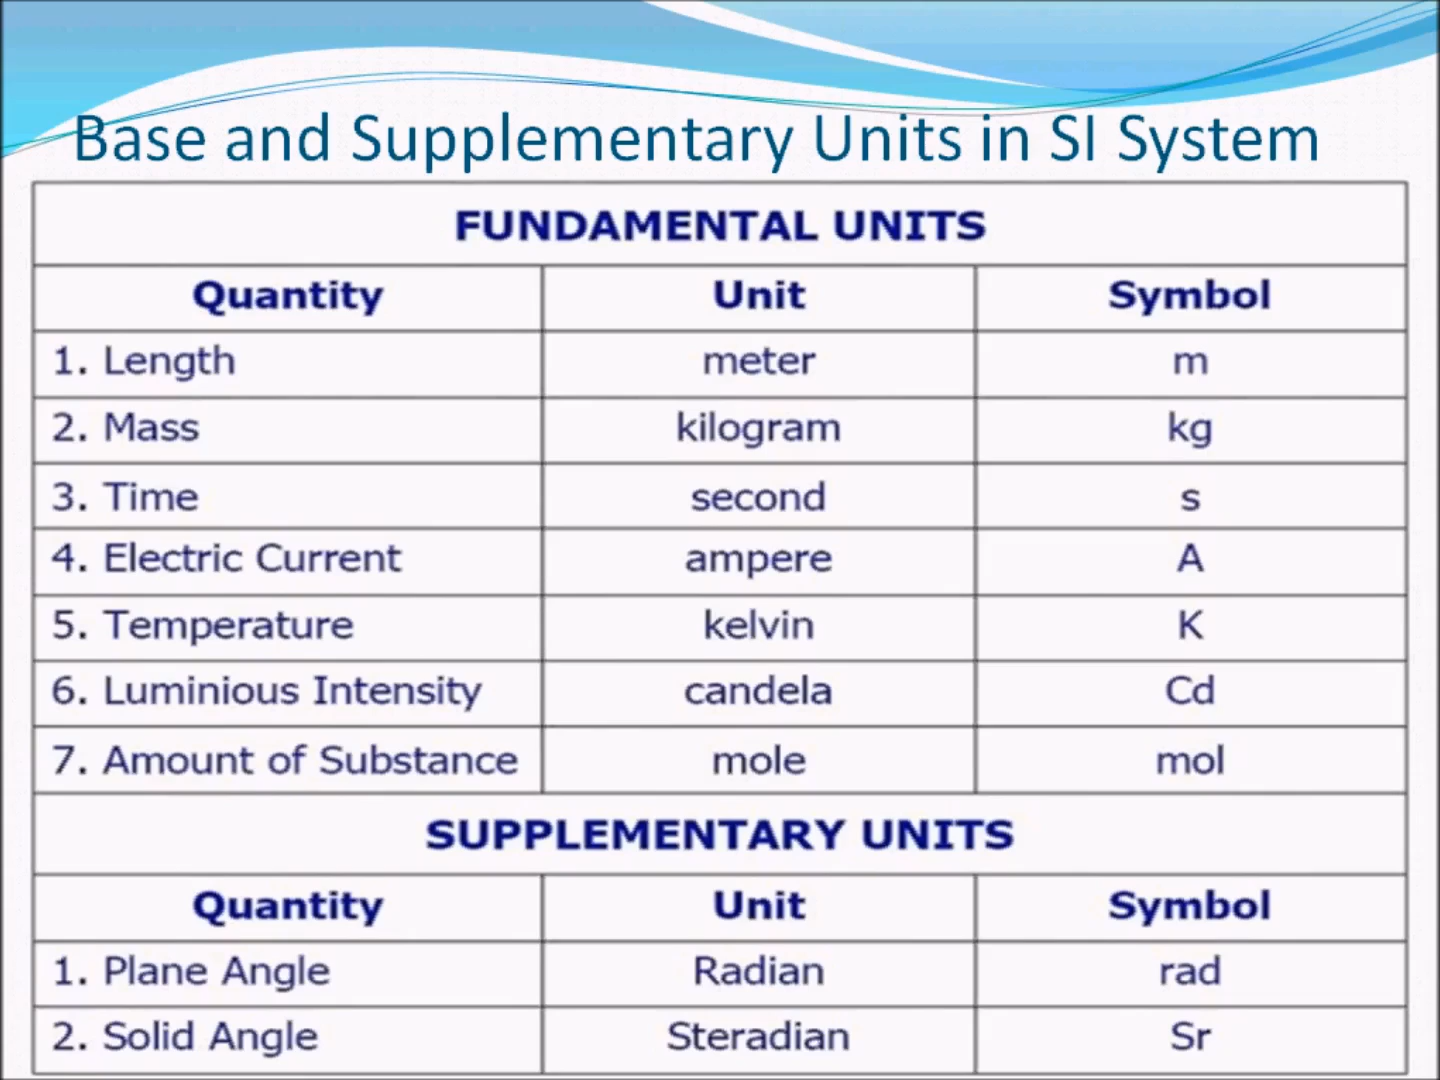 Base and Supplementary Units in SI System
FUNDAMENTAL UNITS
Quantity Unit Symbol
1. Length meter m
2. Mass kilogram kg
3. Time second s
4. Electric Current ampere A
5. Temperature kelvin K
6. Luminious Intensity candela Cd
7. Amount of Substance mole mol
SUPPLEMENTARY UNITS
Quantity Unit Symbol
1. Plane Angle Radian rad
2. Solid Angle Steradian Sr